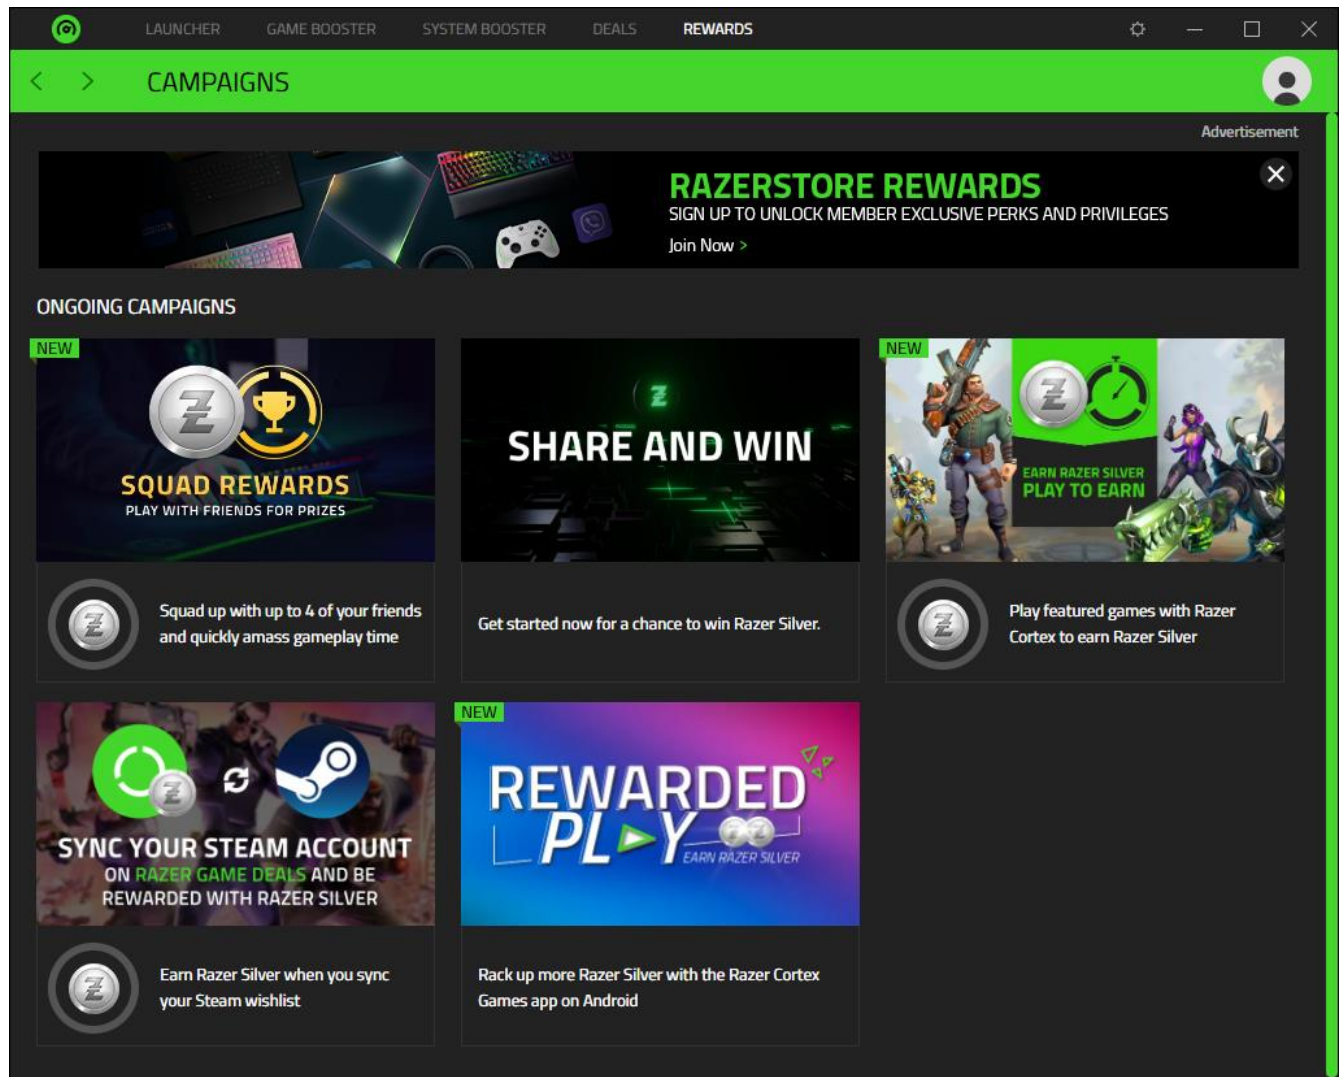 LAUNCHER
GAME BOOSTER
SYSTEM BOOSTER
DEALS
REWARDS
CAMPAIGNS
Advertisement
RAZERSTORE REWARDS
SIGN UP TO UNLOCK MEMBER EXCLUSIVE PERKS AND PRIVILEGES
Join Now >
ONGOING CAMPAIGNS
NEW
SQUAD REWARDS
PLAY WITH FRIENDS FOR PRIZES
Squad up with up to 4 of your friends
and quickly amass gameplay time
SHARE AND WIN
Get started now for a chance to win Razer Silver.
NEW
EARN RAZER SILVER
PLAY TO EARN
Play featured games with Razer
Cortex to earn Razer Silver
SYNC YOUR STEAM ACCOUNT
ON RAZER GAME DEALS AND BE
REWARDED WITH RAZER SILVER
Earn Razer Silver when you sync
your Steam wishlist
NEW
REWARDED
PLAY
EARN RAZER SILVER
Rack up more Razer Silver with the Razer Cortex
Games app on Android